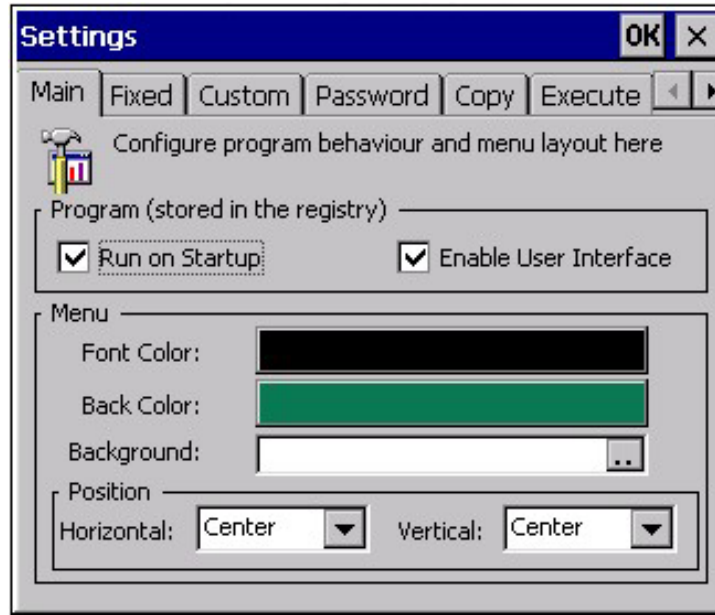 Settings OK ×
Main Fixed Custom Password Copy Execute
Configure program behaviour and menu layout here
Program (stored in the registry)
Run on Startup Enable User Interface
Menu
Font Color:
Back Color:
Background: ..
Position
Horizontal: Center Vertical: Center